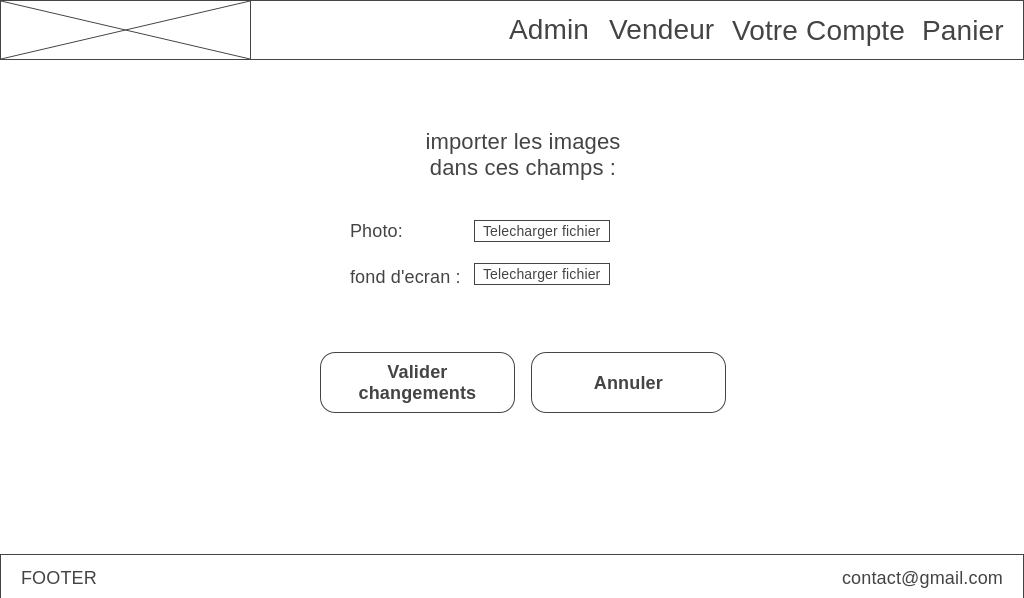 Admin Vendeur Votre Compte Panier
importer les images
dans ces champs :
Photo: Telecharger fichier
fond d'ecran : Telecharger fichier
Valider
changements
Annuler
FOOTER contact@gmail.com